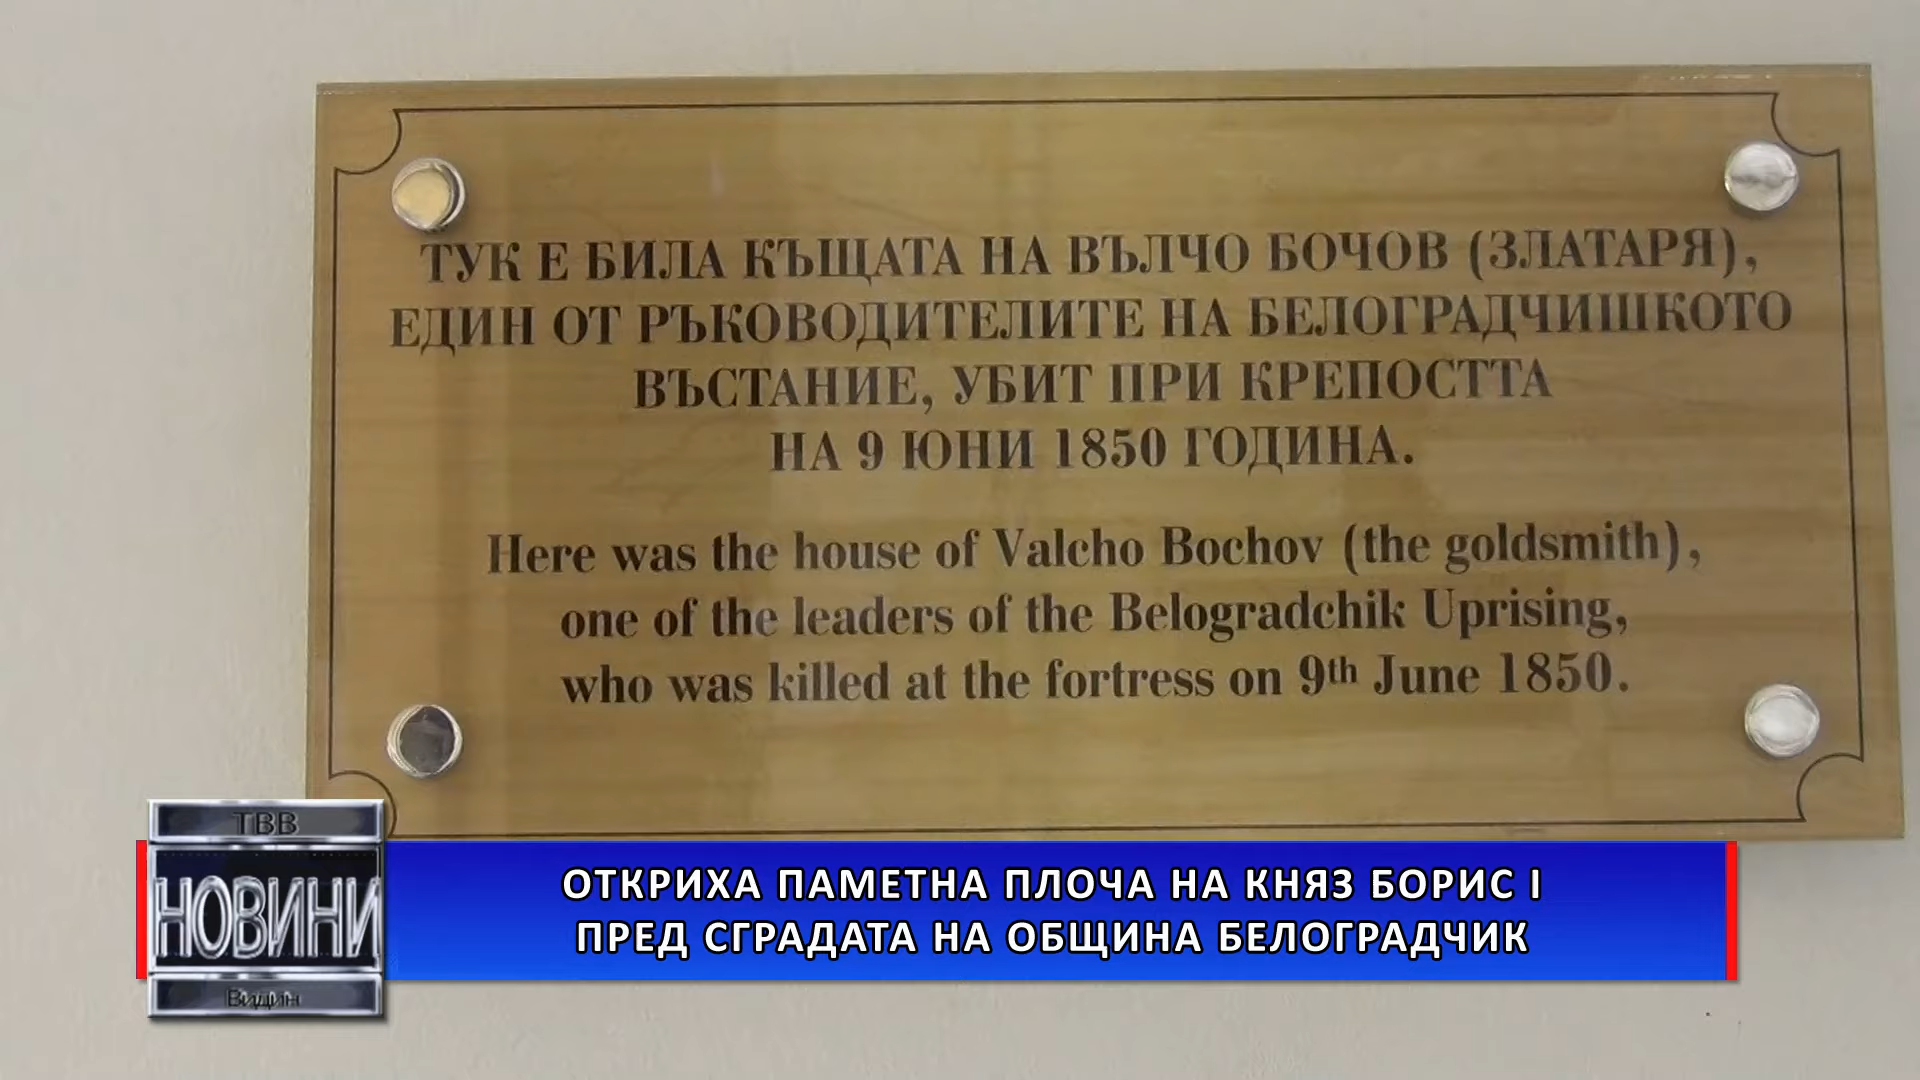 ТУК Е БИЛА КЪЩАТА НА ВЪЛЧО БОЧОВ (ЗЛАТАРЯ),
ЕДИН ОТ РЪКОВОДИТЕЛИТЕ НА БЕЛОГРАДЧИШКОТО
ВЪСТАНИЕ, УБИТ ПРИ КРЕПОСТТА
НА 9 ЮНИ 1850 ГОДИНА.
Here was the house of Valcho Bochov (the goldsmith),
one of the leaders of the Belogradchik Uprising,
who was killed at the fortress on 9th June 1850.
ТВВ
НОВИНИ
Видин
ОТКРИХА ПАМЕТНА ПЛОЧА НА КНЯЗ БОРИС I
ПРЕД СГРАДАТА НА ОБЩИНА БЕЛОГРАДЧИК